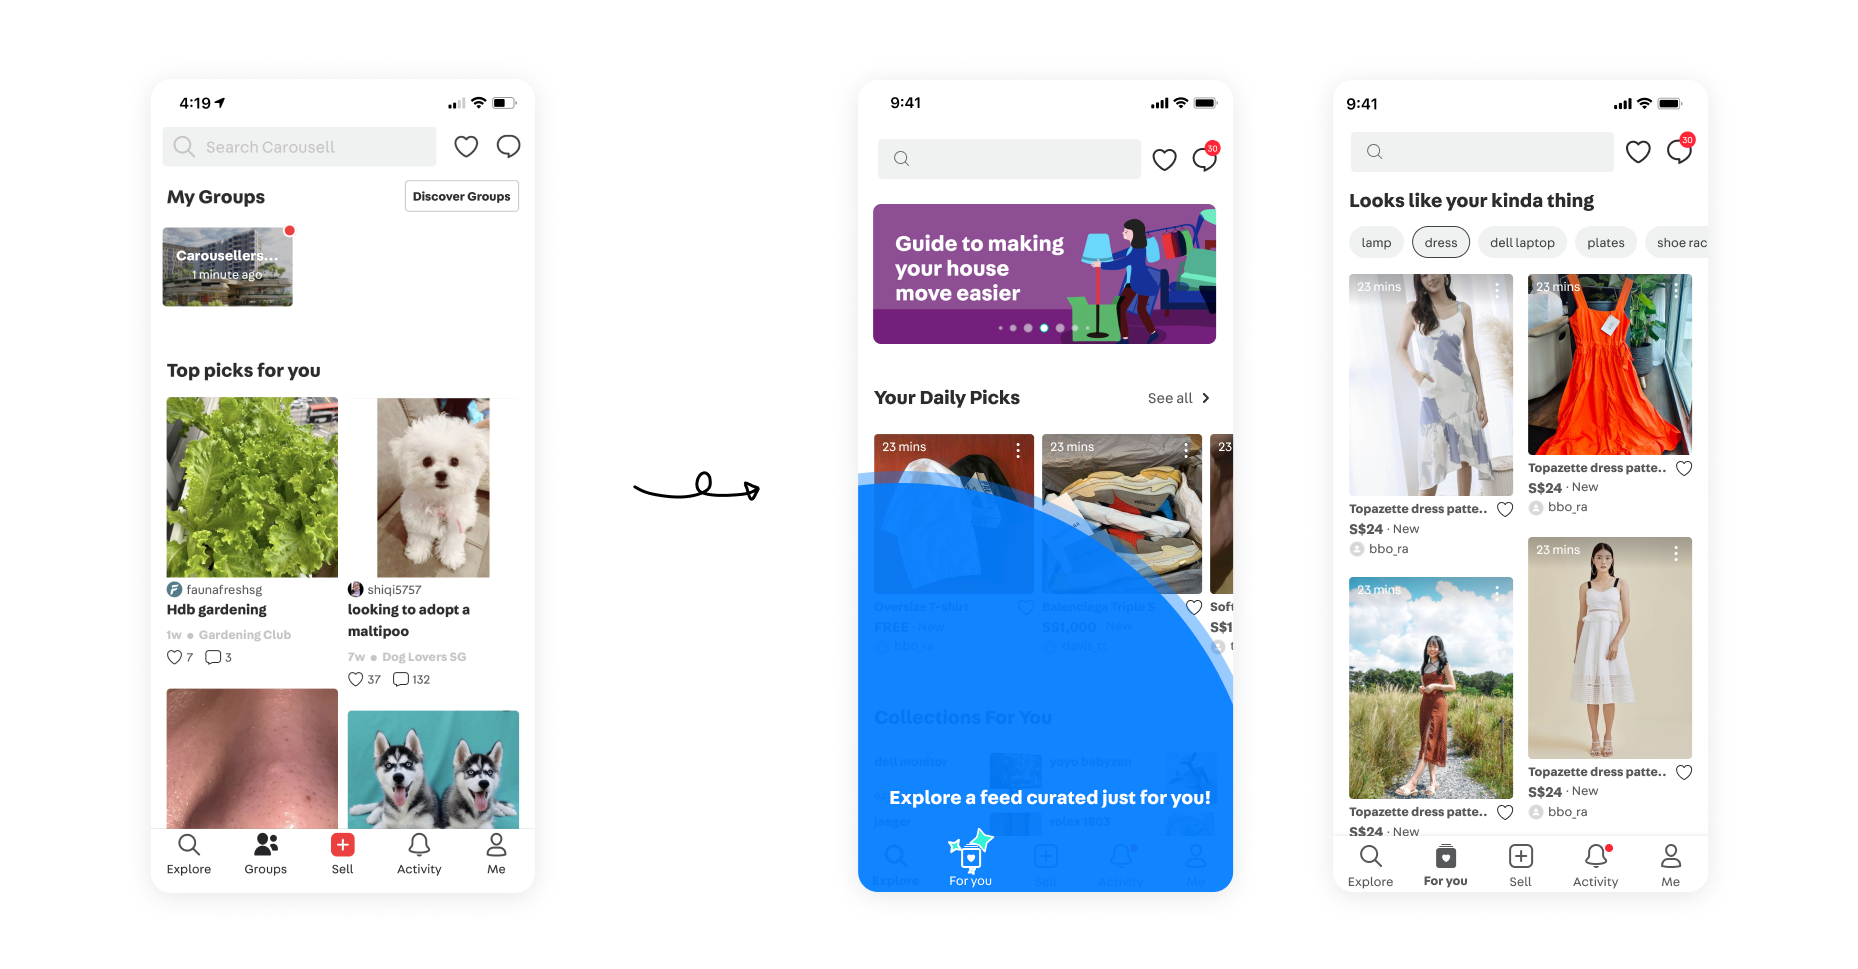 4:19
Search Carousell
My Groups
Discover Groups
Carousellers...
1 minute ago
Top picks for you
faunafreshsg
Hdb gardening
1w • Gardening Club
7 3
shiqi5757
looking to adopt a
maltipoo
7w • Dog Lovers SG
37 132
Explore
Groups
Sell
Activity
Me
9:41
30
Guide to making
your house
move easier
Your Daily Picks
See all
23 mins
23 mins
23
Oversize T-shirt
FREE · New
bbo_ra
Balenciaga Triple S
S$1,000 · New
davis_tt
Soft
S$1
t
Collections For You
dell monitor
yoyo babyzen
Explore a feed curated just for you!
jaeger
rolex 1803
Explore
For you
Sell
Activity
Me
9:41
30
Looks like your kinda thing
lamp
dress
dell laptop
plates
shoe rac
23 mins
Topazette dress patte..
S$24 · New
bbo_ra
23 mins
Topazette dress patte..
S$24 · New
bbo_ra
23 mins
Topazette dress patte..
S$24 · New
23 mins
Topazette dress patte..
S$24 · New
bbo_ra
Explore
For you
Sell
Activity
Me